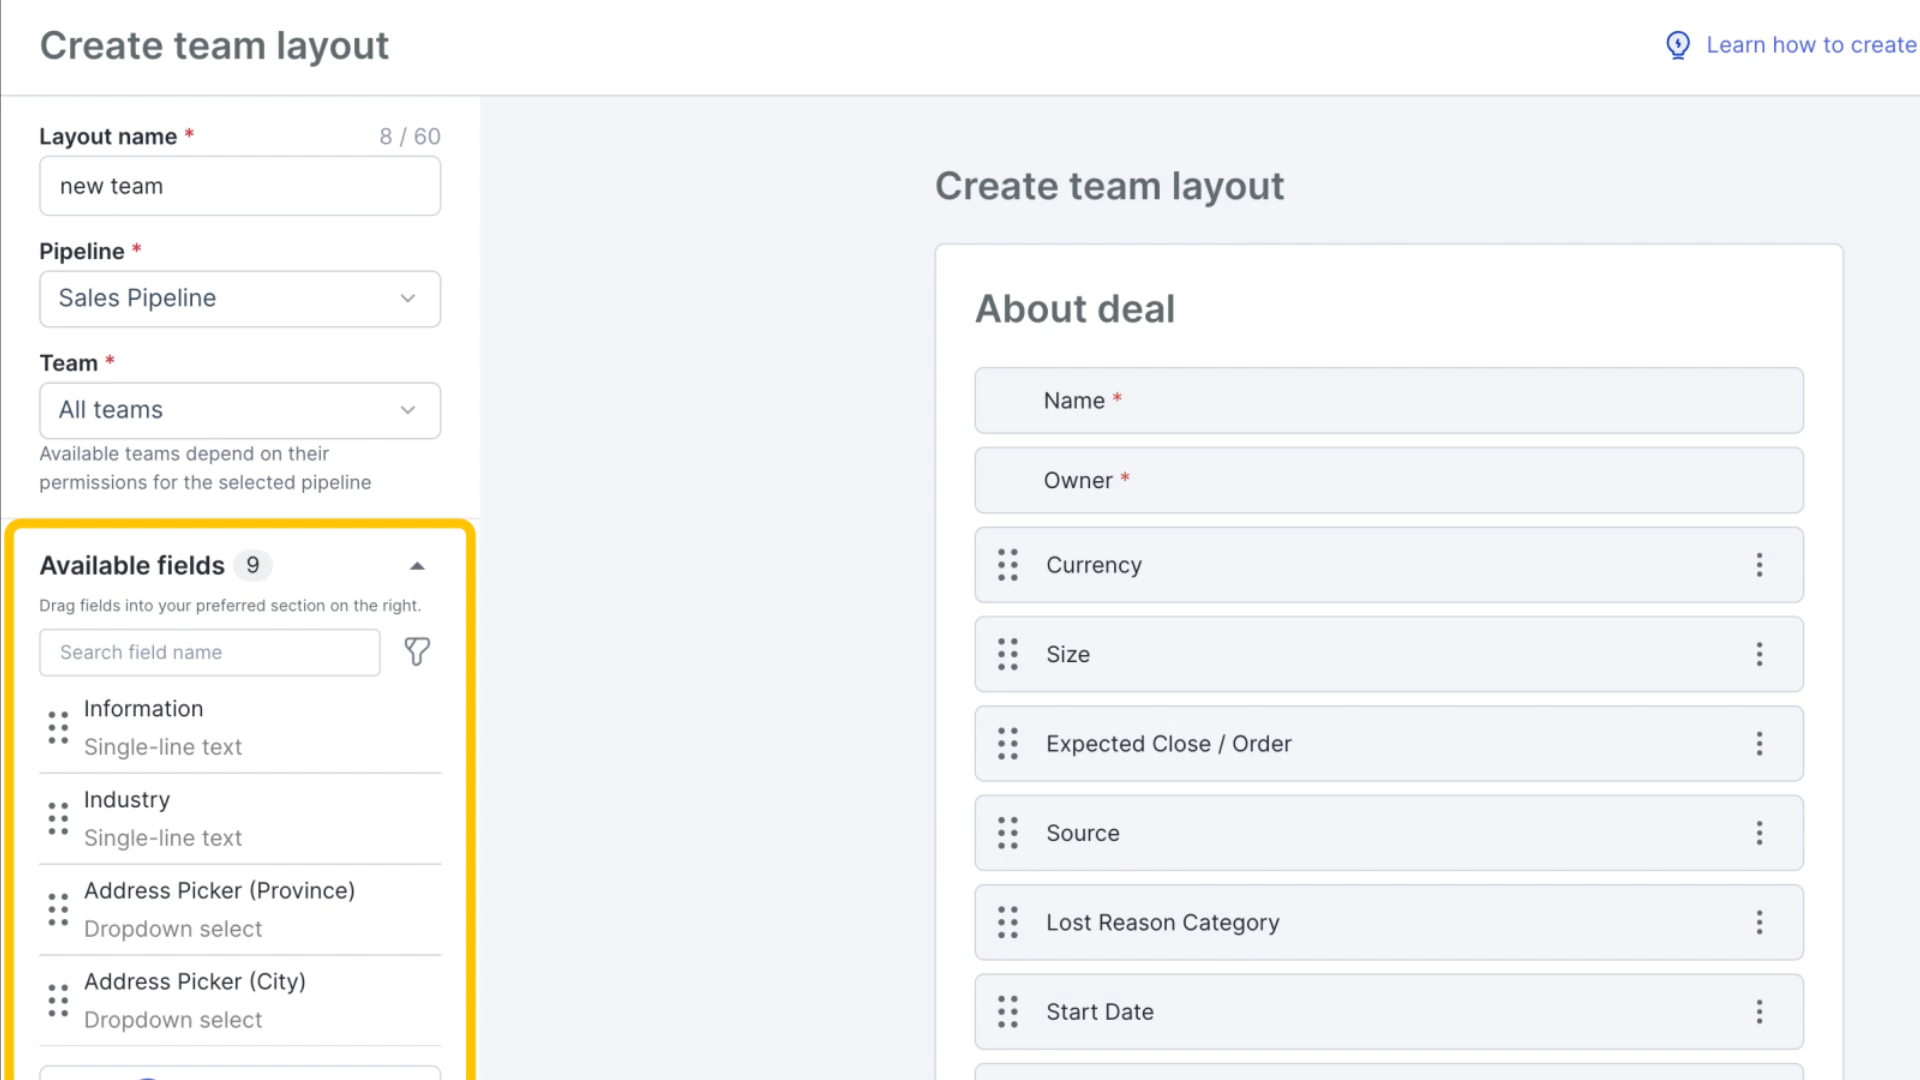 Create team layout
Learn how to create
Layout name *
8 / 60
new team
Pipeline *
Sales Pipeline
Team *
All teams
Available teams depend on their
permissions for the selected pipeline
Available fields 9
Drag fields into your preferred section on the right.
Search field name
Information
Single-line text
Industry
Single-line text
Address Picker (Province)
Dropdown select
Address Picker (City)
Dropdown select
Create team layout
About deal
Name *
Owner *
Currency
Size
Expected Close / Order
Source
Lost Reason Category
Start Date